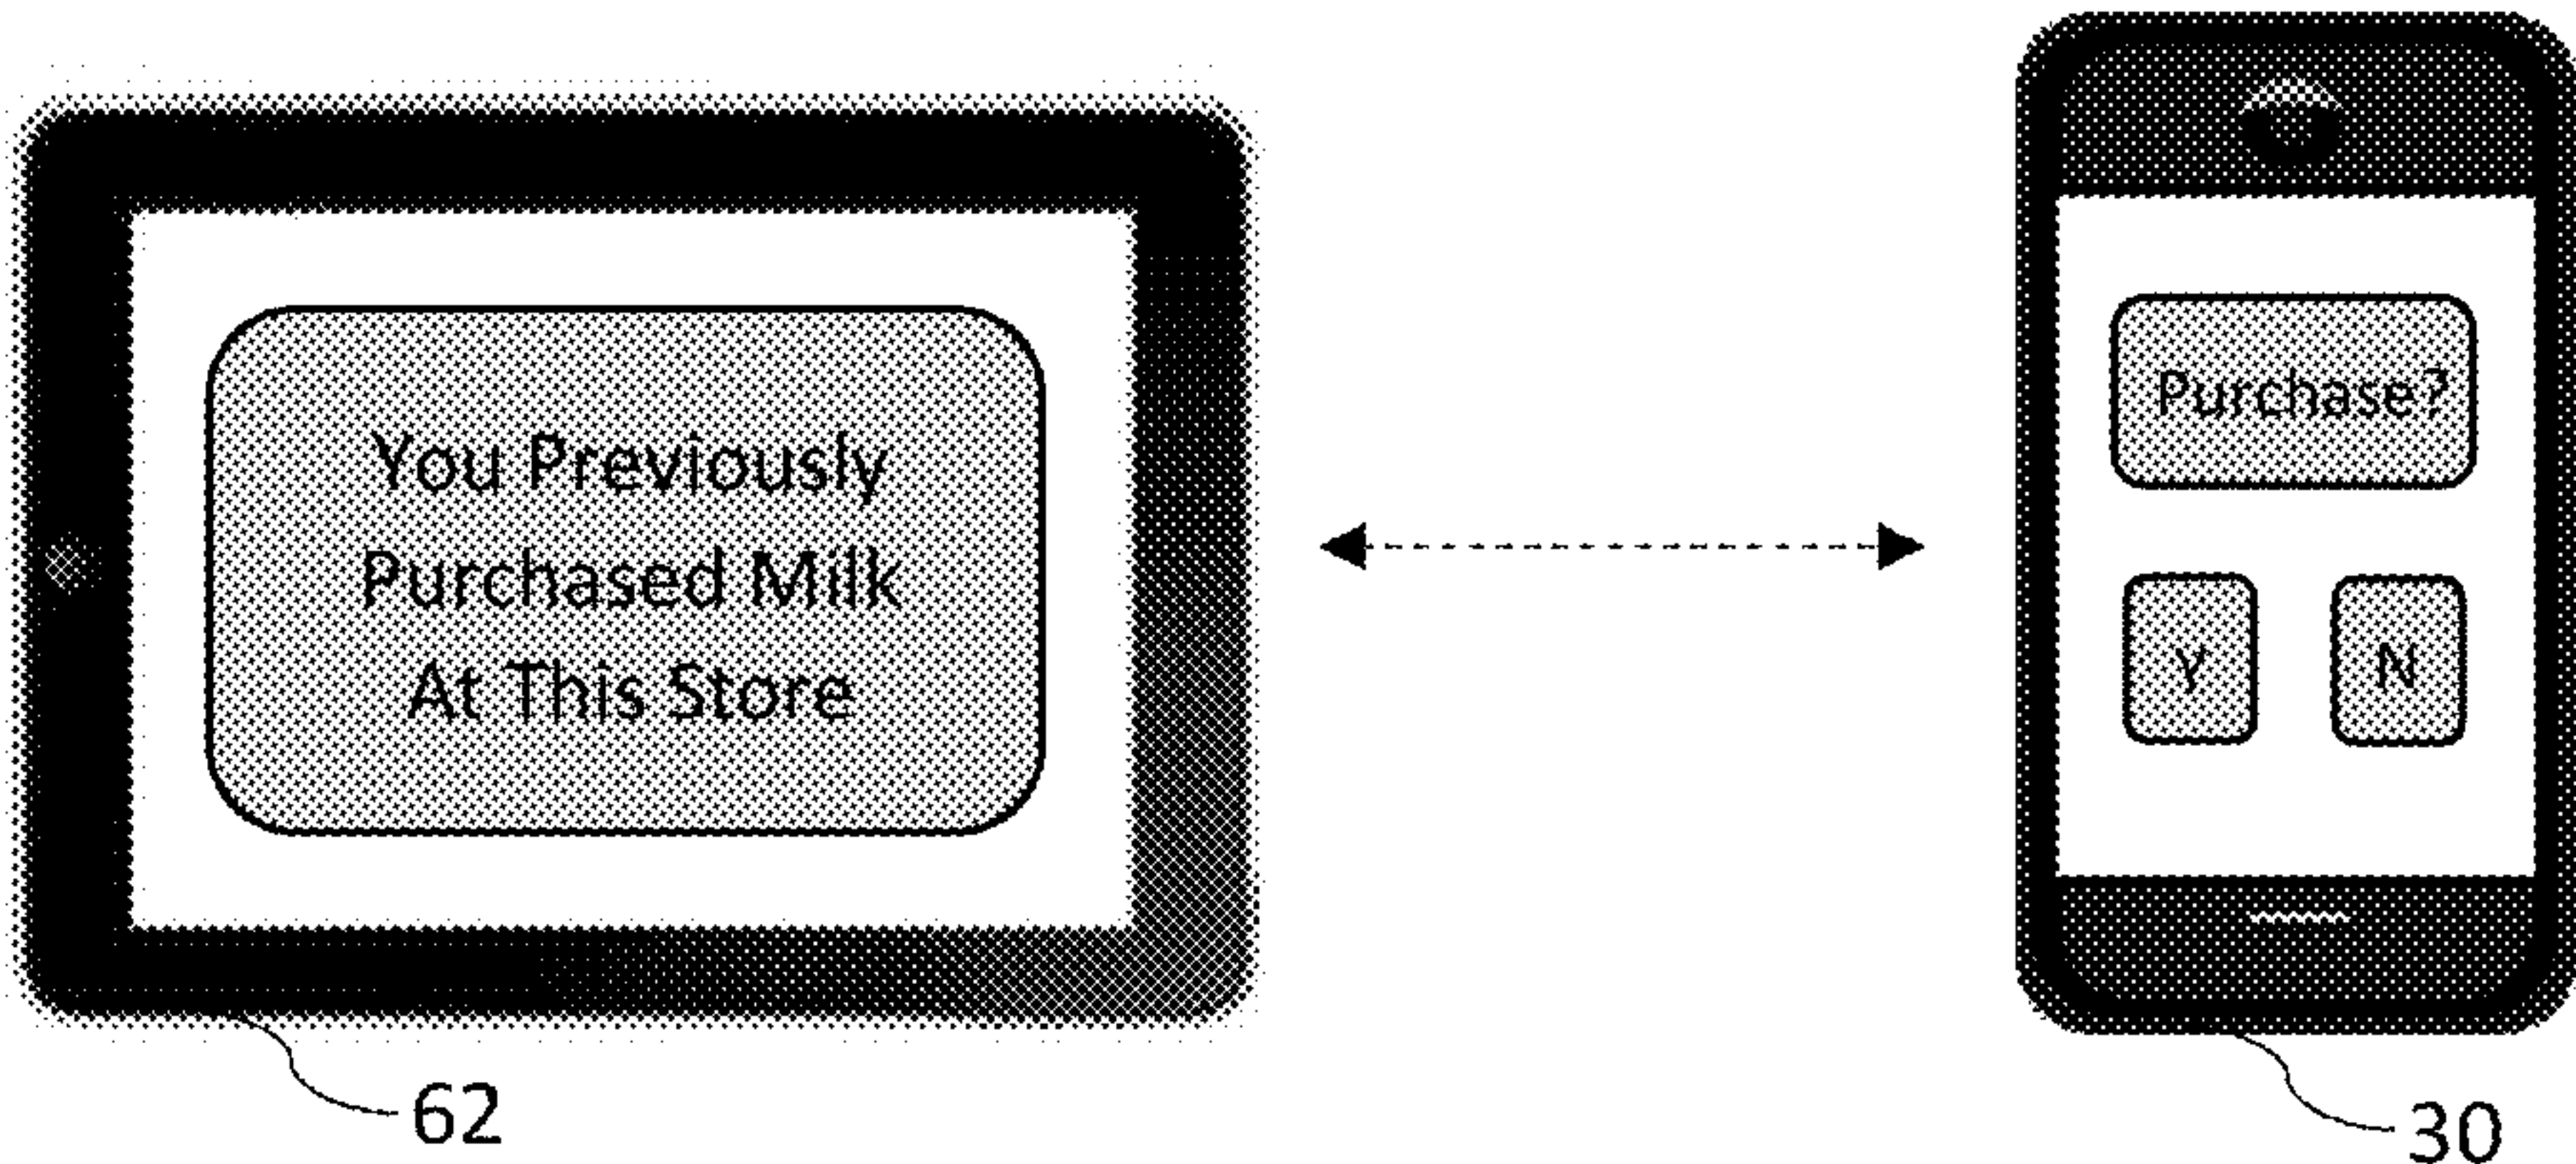 You Previously
Purchased Milk
At This Store
Purchase?
Y
N
62
30